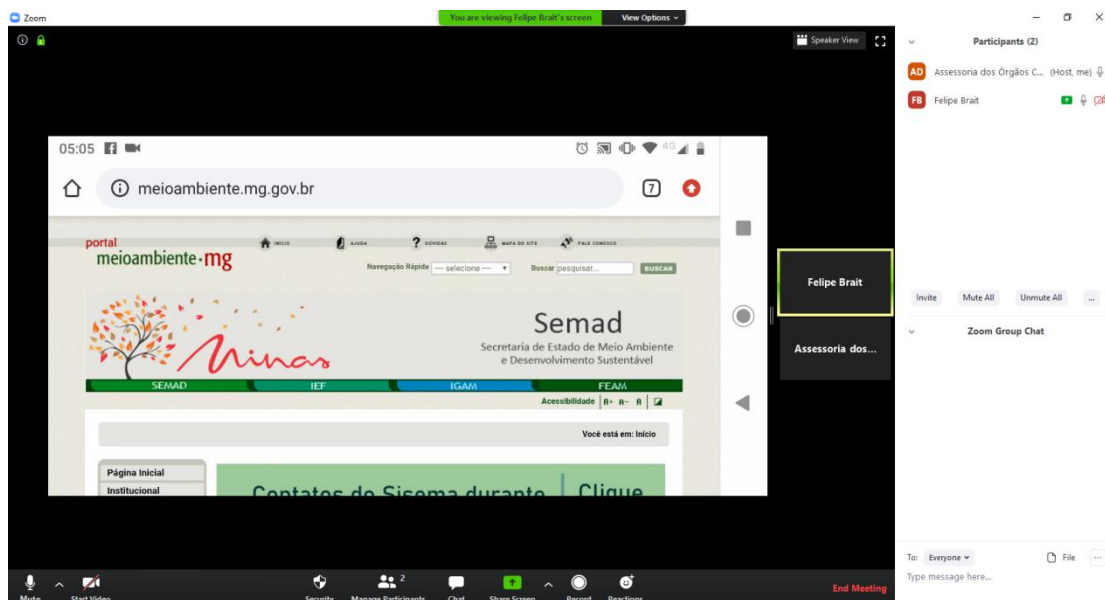 Zoom
You are viewing Felipe Brait's screen
View Options
Speaker View
05:05
4G
meioambiente.mg.gov.br
7
portal
meioambiente·mg
INÍCIO
AJUDA
DÚVIDAS
MAPA DO SITE
FALE CONOSCO
Navegação Rápida
--- selecione ---
Buscar
pesquisar...
BUSCAR
Minas
Semad
Secretaria de Estado de Meio Ambiente
e Desenvolvimento Sustentável
SEMAD
IEF
IGAM
FEAM
Acessibilidade
A+
A-
A
Você está em: Início
Página Inicial
Institucional
Contatos do Sisema durante
Clique
Felipe Brait
Assessoria dos...
Participants (2)
AD
Assessoria dos Órgãos C...
(Host, me)
FB
Felipe Brait
Invite
Mute All
Unmute All
...
Zoom Group Chat
To:
Everyone
File
...
Type message here...
Mute
Start Video
Security
Manage Participants
2
Chat
Share Screen
Record
Reactions
End Meeting